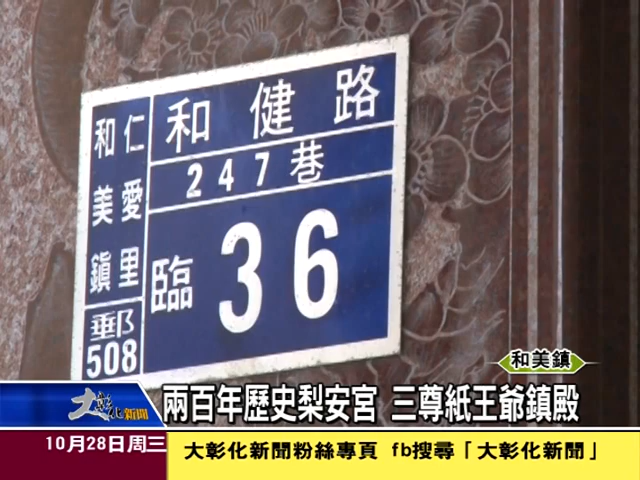 和健路
247巷
和美鎮
仁愛里
郵
508
臨36
和美鎮
大彰化新聞
兩百年歷史梨安宮 三尊紙王爺鎮殿
10月28日周三
大彰化新聞粉絲專頁 fb搜尋「大彰化新聞」